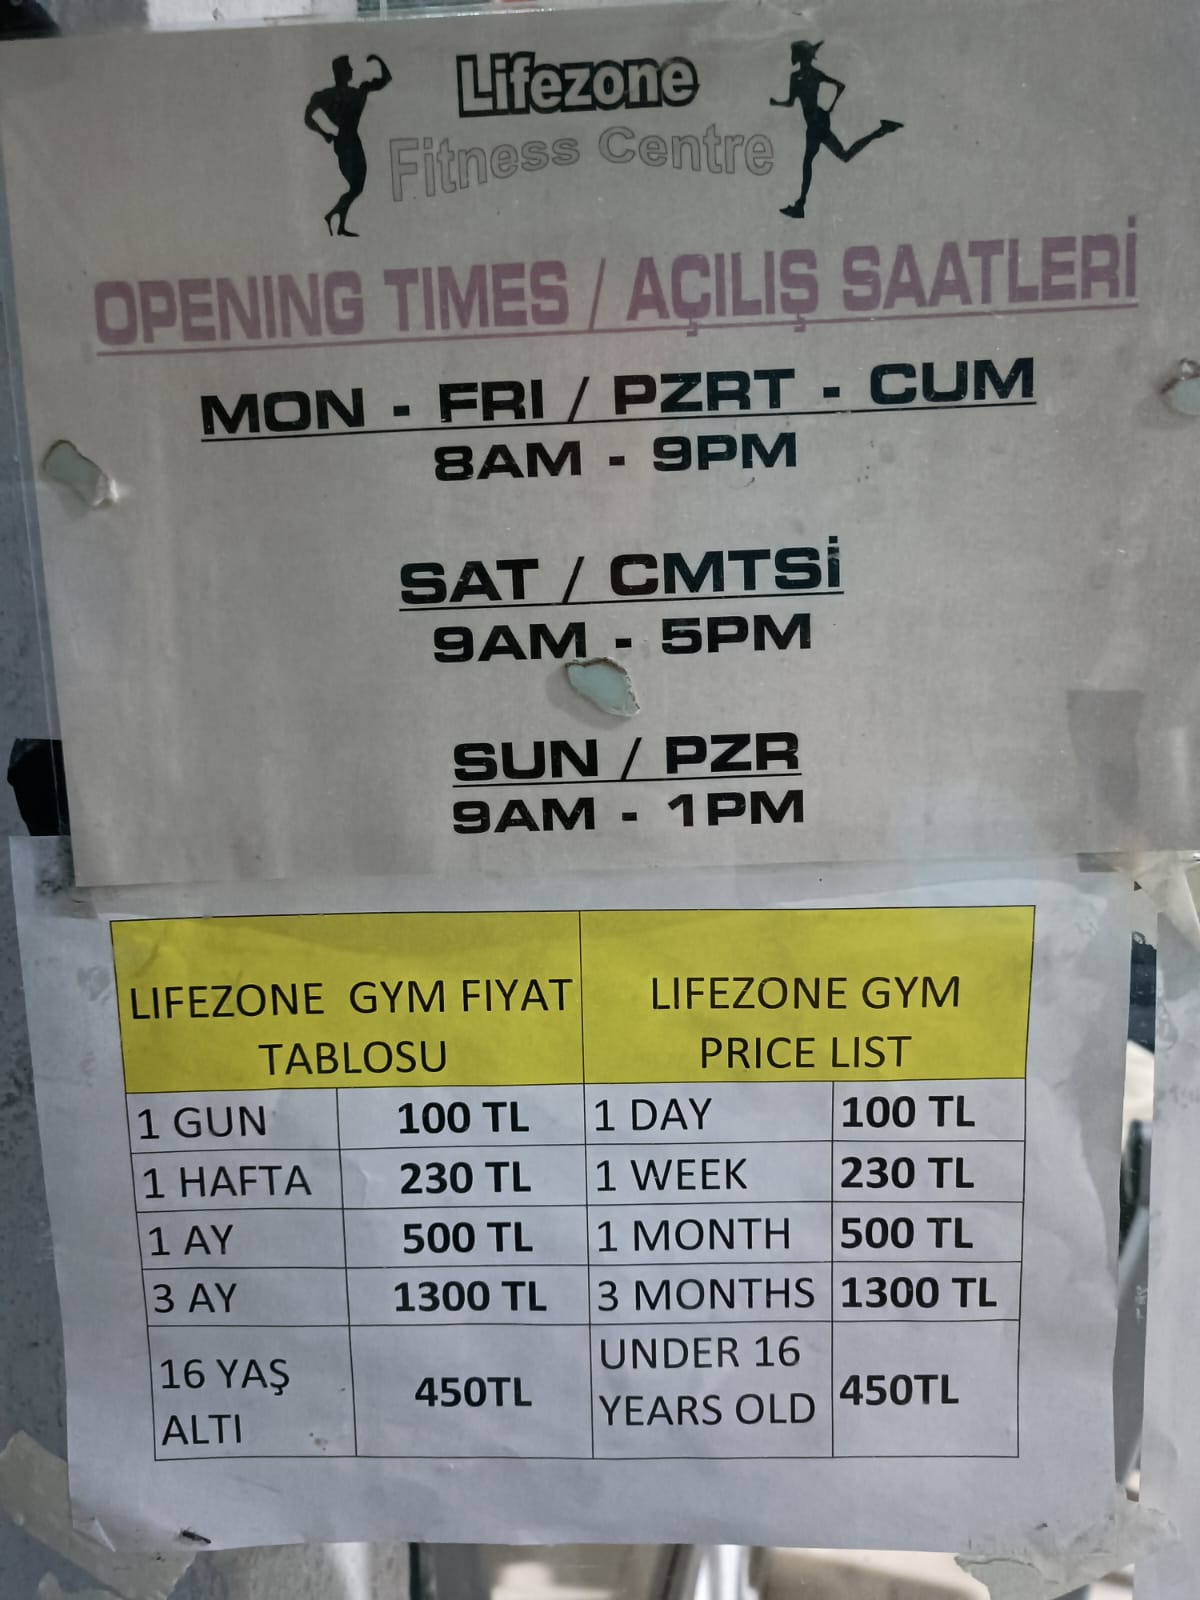 Lifezone
Fitness Centre
OPENING TIMES / AÇILIŞ SAATLERİ
MON - FRI / PZRT - CUM
8AM - 9PM
SAT / CMTSİ
9AM - 5PM
SUN / PZR
9AM - 1PM
LIFEZONE GYM FIYAT
TABLOSU
LIFEZONE GYM
PRICE LIST
1 GUN 100 TL 1 DAY 100 TL
1 HAFTA 230 TL 1 WEEK 230 TL
1 AY 500 TL 1 MONTH 500 TL
3 AY 1300 TL 3 MONTHS 1300 TL
16 YAŞ
ALTI
450TL
UNDER 16
YEARS OLD
450TL